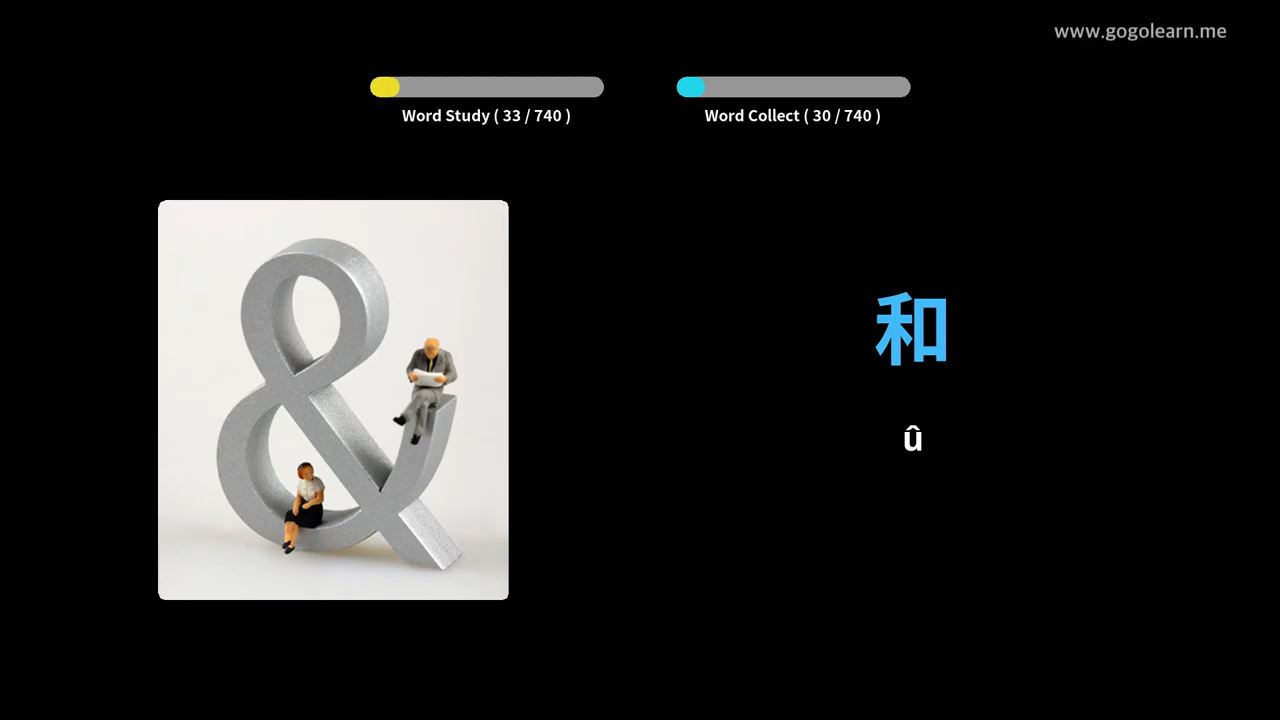 www.gogolearn.me
Word Study ( 33 / 740 )
Word Collect ( 30 / 740 )
&
和
û